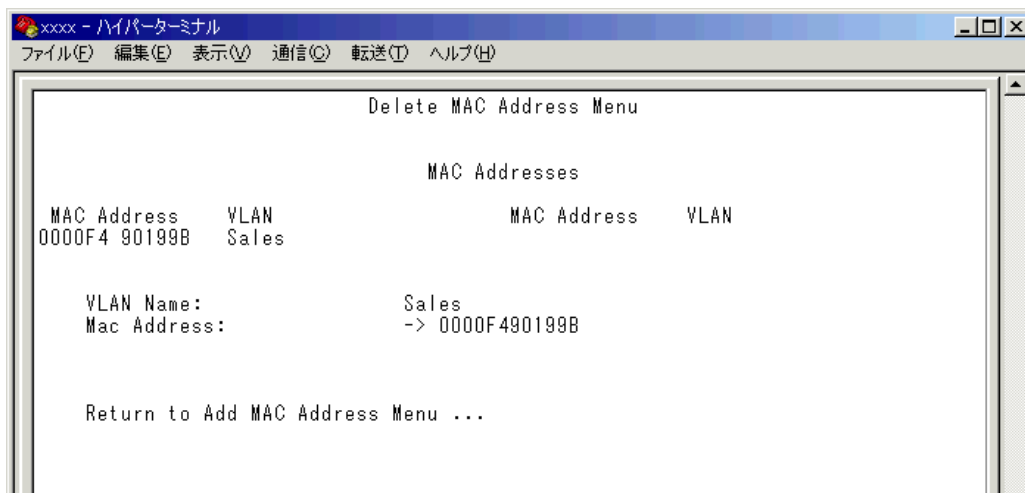 xxxx - ハイパーターミナル
ファイル(F) 編集(E) 表示(V) 通信(C) 転送(T) ヘルプ(H)
Delete MAC Address Menu
MAC Addresses
MAC Address VLAN MAC Address VLAN
0000F4 90199B Sales
VLAN Name: Sales
Mac Address: -> 0000F490199B
Return to Add MAC Address Menu ...